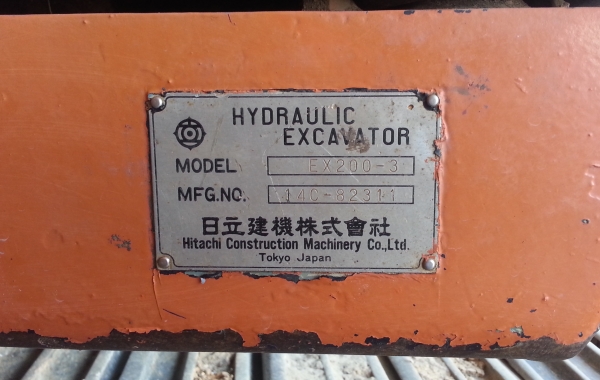 HYDRAULIC
EXCAVATOR
MODEL EX200-3
MFG.NO. 14C-82311
日立建機株式會社
Hitachi Construction Machinery Co.,Ltd.
Tokyo Japan